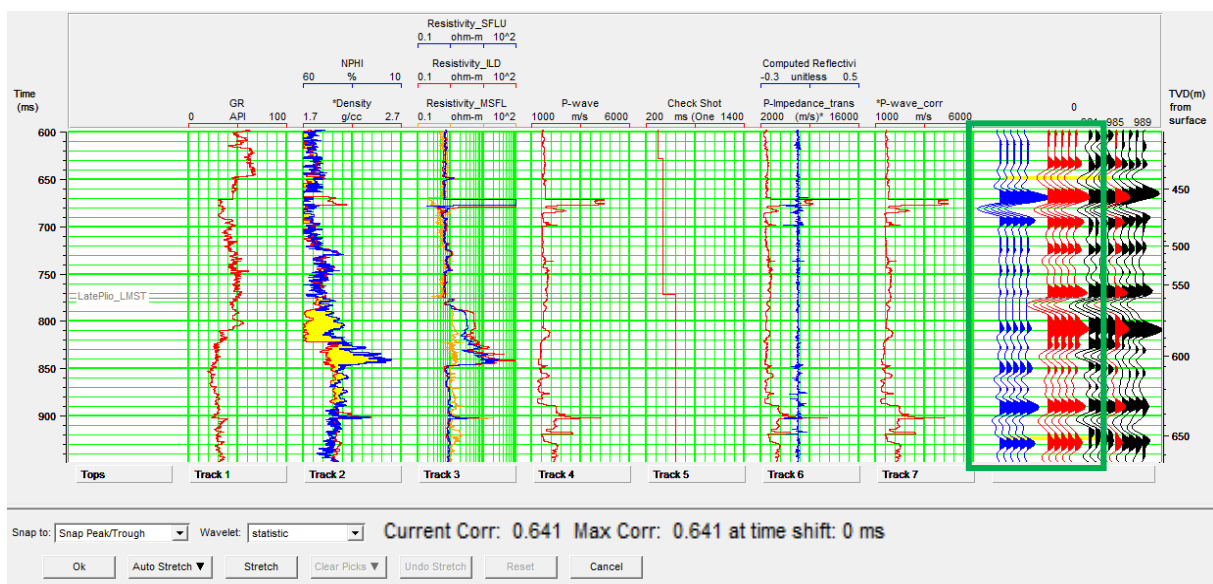 Resistivity_SFLU
0.1 ohm-m 10^2
NPHI Resistivity_ILD Computed Reflectivi
60 % 10 0.1 ohm-m 10^2 -0.3 unitless 0.5
Time
(ms)
TVD(m)
from
surface
GR *Density Resistivity_MSFL P-wave Check Shot P-Impedance_trans *P-wave_corr 0
0 API 100 1.7 g/cc 2.7 0.1 ohm-m 10^2 1000 m/s 6000 200 ms (One 1400 2000 (m/s)* 16000 1000 m/s 6000 981 985 989
600
650
450
700
500
750
550
LatePlio_LMST
800
600
850
900
650
Tops Track 1 Track 2 Track 3 Track 4 Track 5 Track 6 Track 7
Snap to: Snap Peak/Trough Wavelet: statistic Current Corr: 0.641 Max Corr: 0.641 at time shift: 0 ms
Ok Auto Stretch Stretch Clear Picks Undo Stretch Reset Cancel